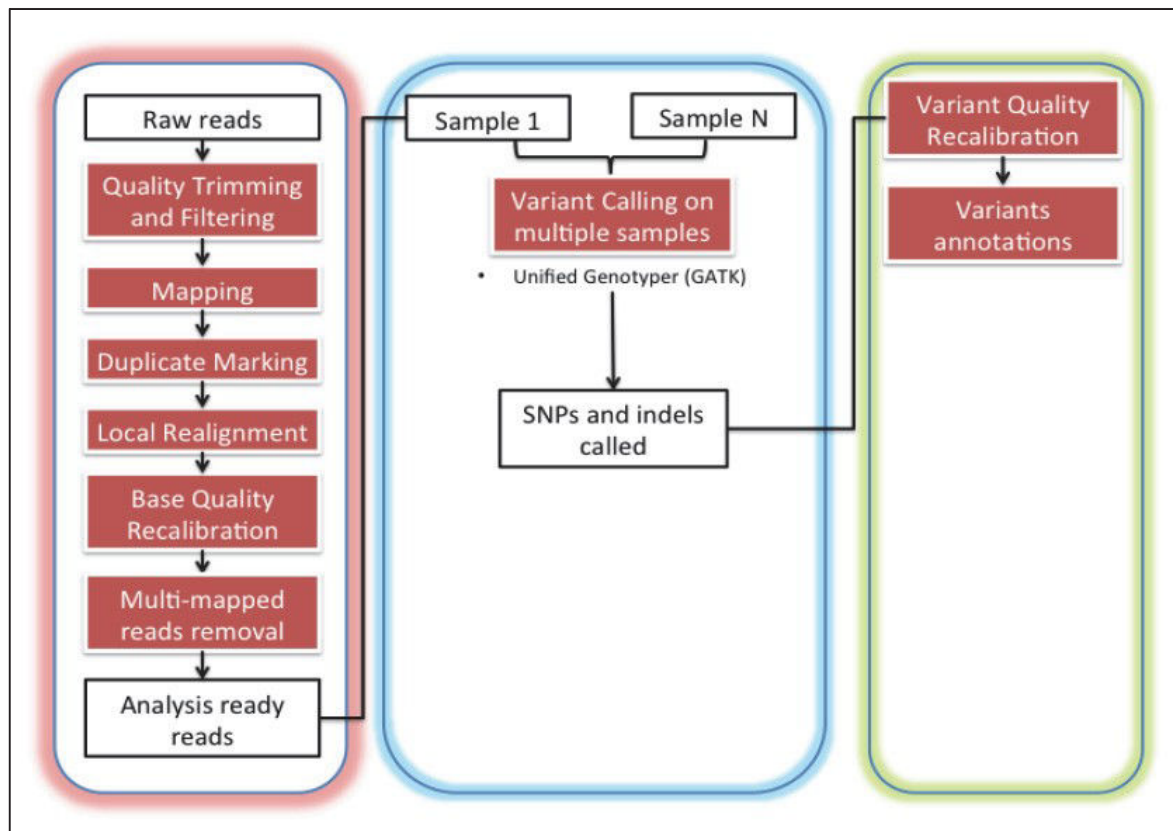 Raw reads
Quality Trimming
and Filtering
Mapping
Duplicate Marking
Local Realignment
Base Quality
Recalibration
Multi-mapped
reads removal
Analysis ready
reads
Sample 1
Sample N
Variant Calling on
multiple samples
• Unified Genotyper (GATK)
SNPs and indels
called
Variant Quality
Recalibration
Variants
annotations